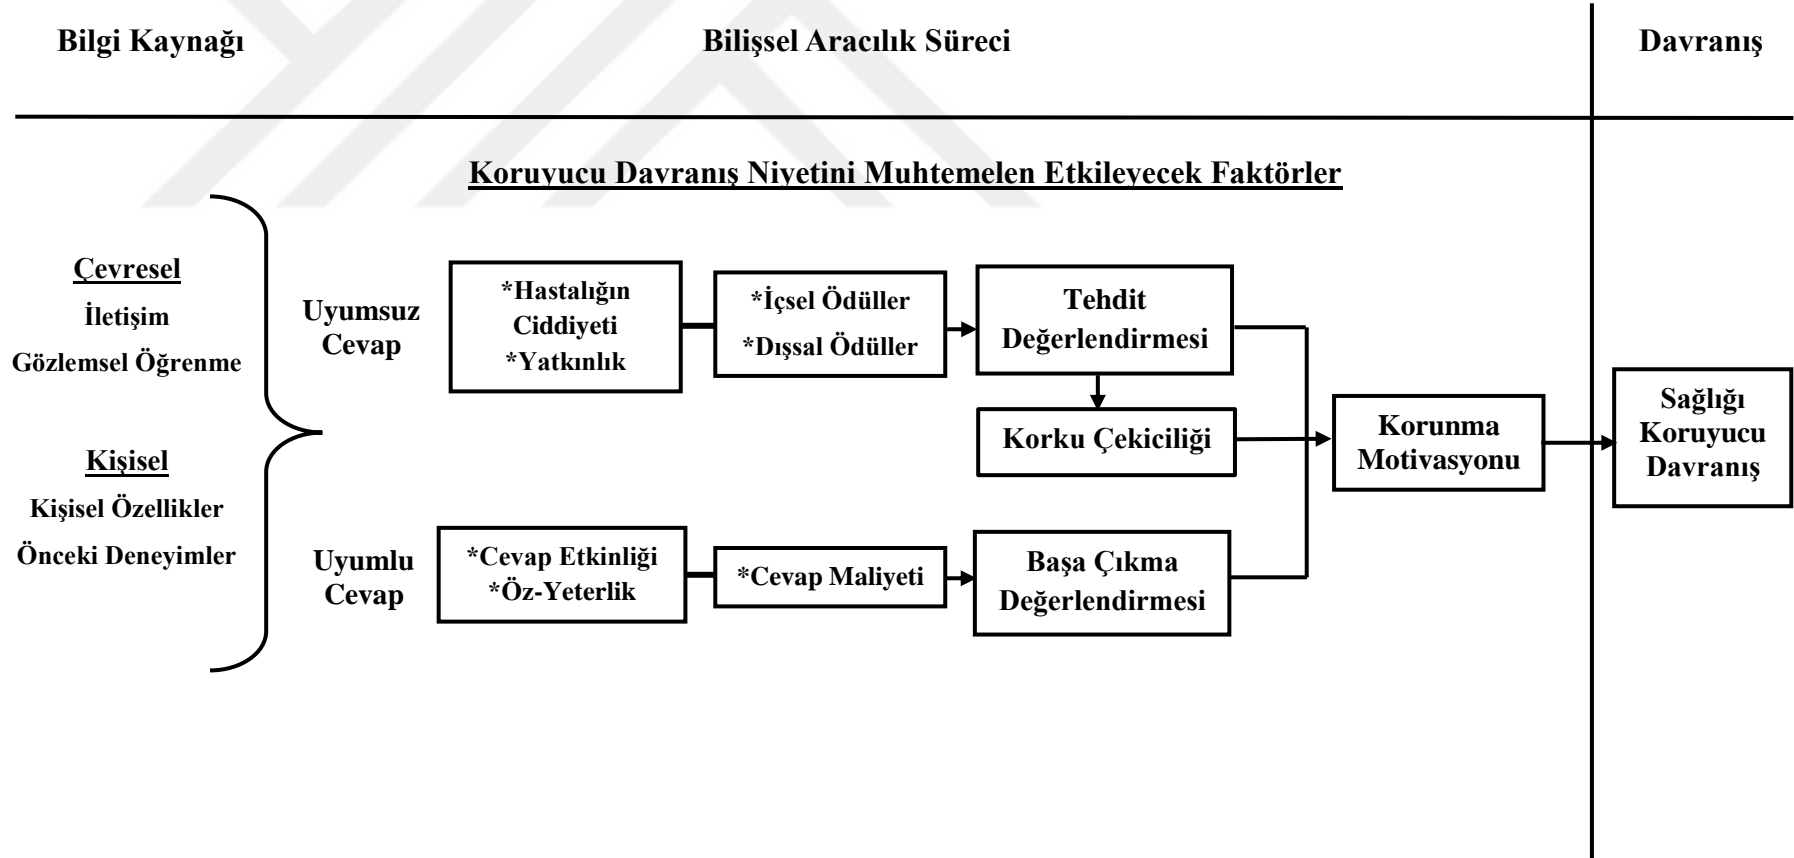 Bilgi Kaynağı
Bilişsel Aracılık Süreci
Davranış
Koruyucu Davranış Niyetini Muhtemelen Etkileyecek Faktörler
Çevresel
İletişim
Gözlemsel Öğrenme
Kişisel
Kişisel Özellikler
Önceki Deneyimler
Uyumsuz
Cevap
*Hastalığın
Ciddiyeti
*Yatkınlık
*İçsel Ödüller
*Dışsal Ödüller
Tehdit
Değerlendirmesi
Korku Çekiciliği
Uyumlu
Cevap
*Cevap Etkinliği
*Öz-Yeterlik
*Cevap Maliyeti
Başa Çıkma
Değerlendirmesi
Korunma
Motivasyonu
Sağlığı
Koruyucu
Davranış